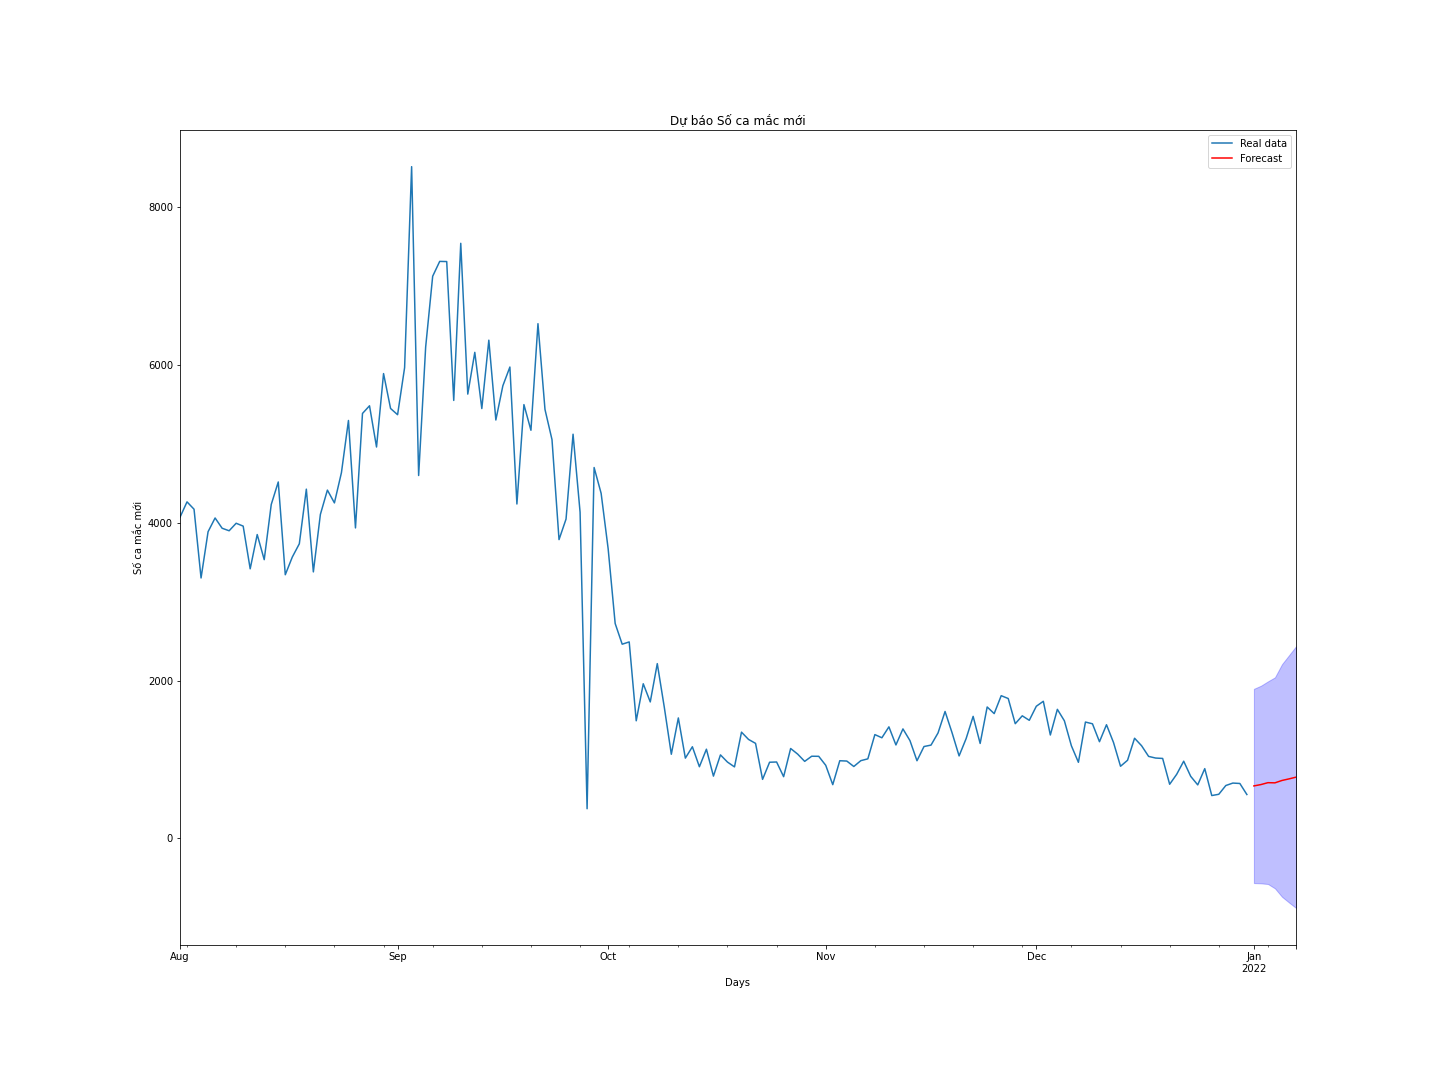 Dự báo Số ca mắc mới
Real data
Forecast
8000
6000
4000
2000
0
Số ca mắc mới
Aug
Sep
Oct
Nov
Dec
Jan
2022
Days